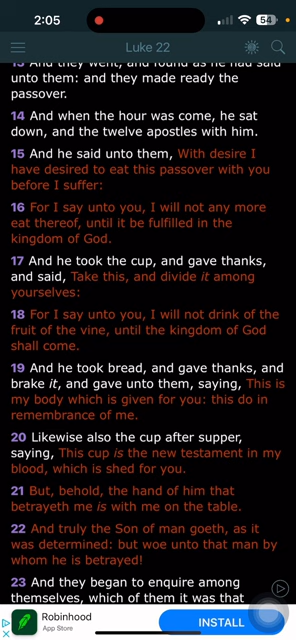 2:05
54
Luke 22
13 And they went, and found as he had said
unto them: and they made ready the
passover.
14 And when the hour was come, he sat
down, and the twelve apostles with him.
15 And he said unto them, With desire I
have desired to eat this passover with you
before I suffer:
16 For I say unto you, I will not any more
eat thereof, until it be fulfilled in the
kingdom of God.
17 And he took the cup, and gave thanks,
and said, Take this, and divide it among
yourselves:
18 For I say unto you, I will not drink of the
fruit of the vine, until the kingdom of God
shall come.
19 And he took bread, and gave thanks, and
brake it, and gave unto them, saying, This is
my body which is given for you: this do in
remembrance of me.
20 Likewise also the cup after supper,
saying, This cup is the new testament in my
blood, which is shed for you.
21 But, behold, the hand of him that
betrayeth me is with me on the table.
22 And truly the Son of man goeth, as it
was determined: but woe unto that man by
whom he is betrayed!
23 And they began to enquire among
themselves, which of them it was that
Robinhood
App Store
INSTALL